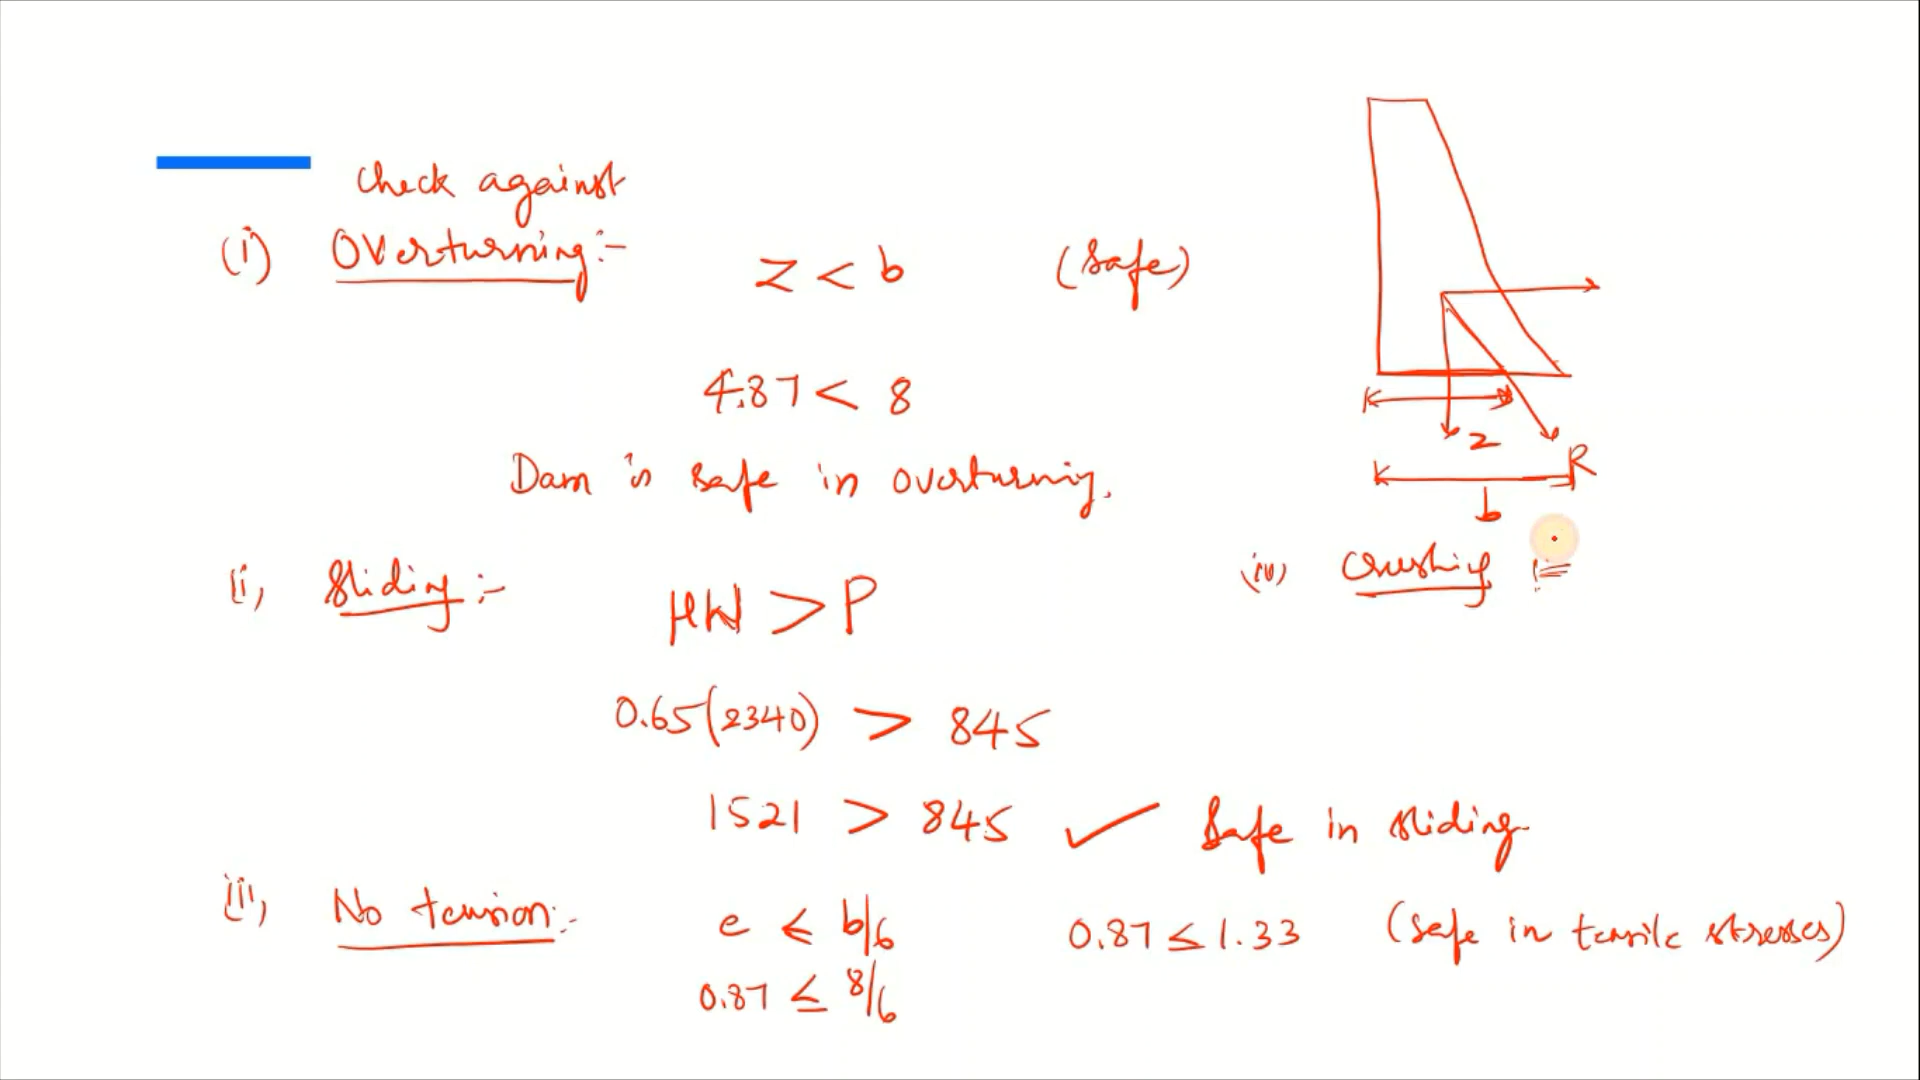 Check against
(i) Overturning:-
Z < b (Safe)
4.87 < 8
Dam is safe in overturning.
ii, Sliding:-
μW > P
0.65(2340) > 845
1521 > 845 ✓ Safe in sliding
iii, No tension:-
e ≤ b/6 0.87 ≤ 1.33 (Safe in tensile stresses)
0.87 ≤ 8/6
z
R
b
(iv) Crushing